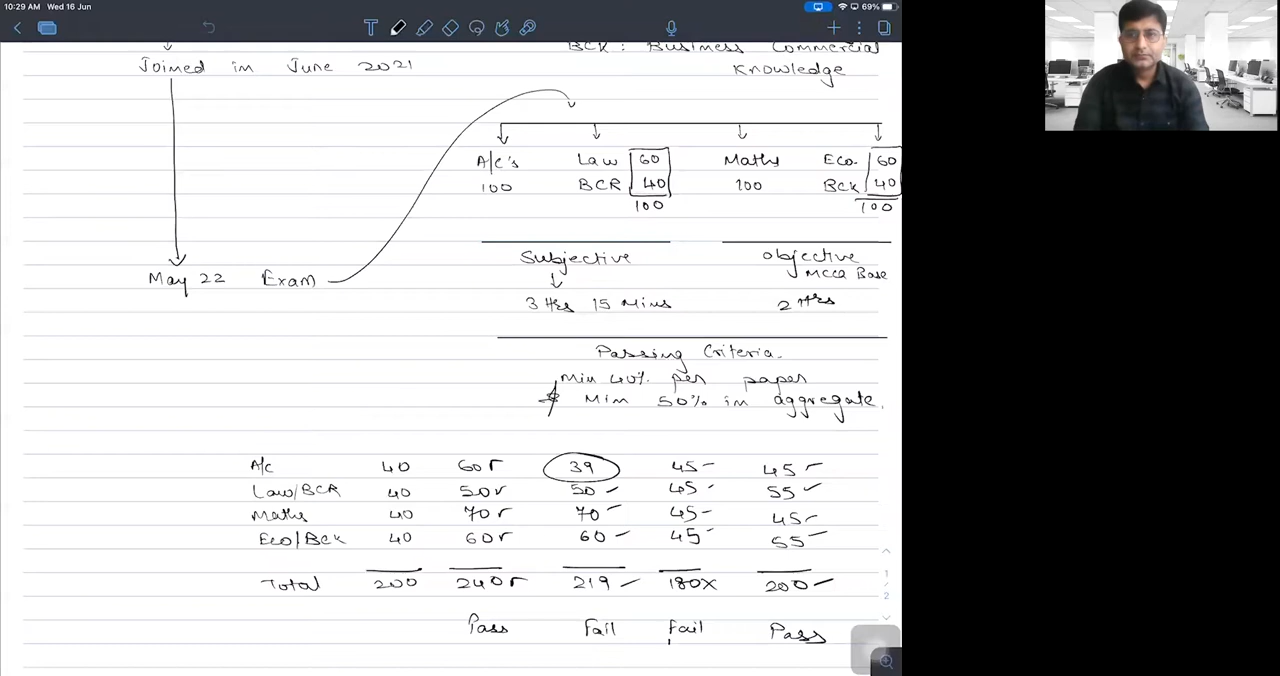 10:29 AM Wed 16 Jun
69%
BCK : Business Commercial
Knowledge
Joined in June 2021
A/c's Law 60 Maths Eco. 60
100 BCR 40 100 BCK 40
100 100
Subjective Objective
MCQ Base
May 22 Exam
3 Hrs 15 Mins 2 Hrs
Passing Criteria.
Min 40% per paper
& Min 50% in aggregate.
A/c 40 60 39 45 45
Law/BCR 40 50 50 45 55
Maths 40 70 70 45 45
Eco/BCK 40 60 60 45 55
Total 200 240 219 180x 200
Pass Fail Fail Pass
1
2